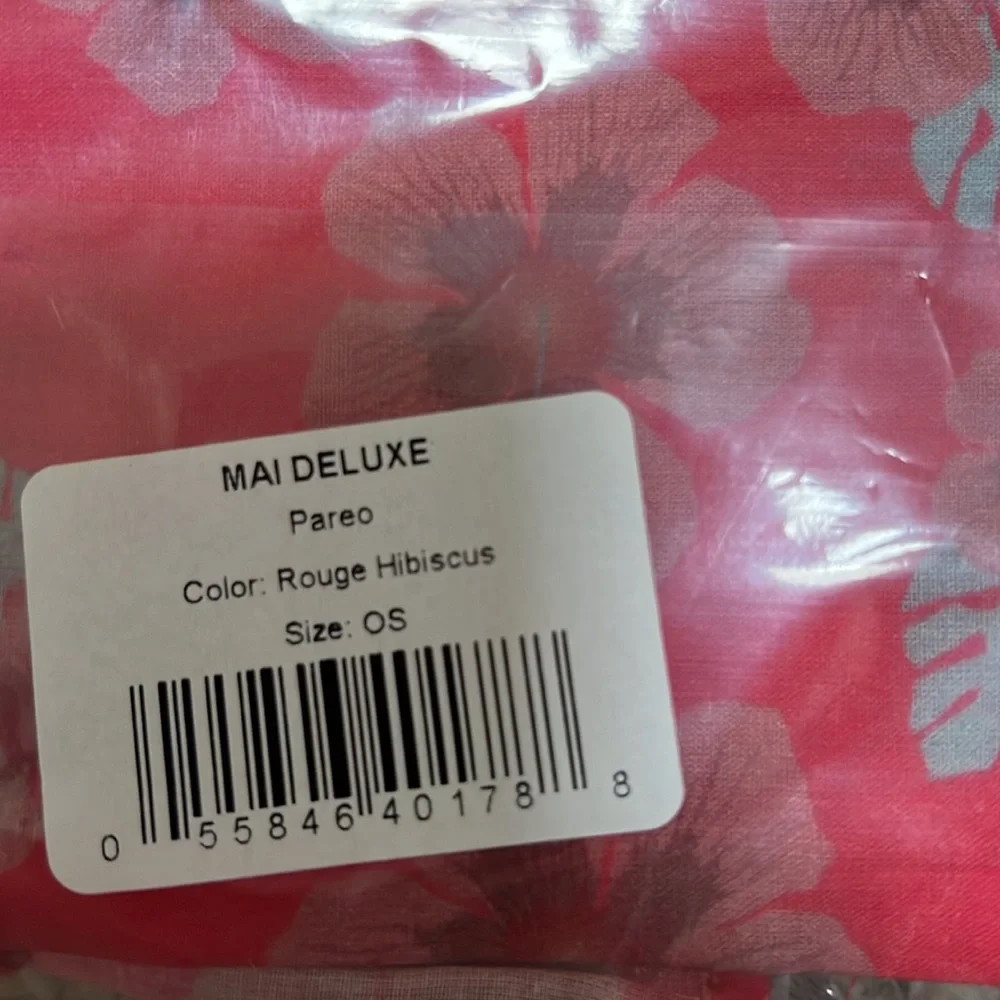 MAI DELUXE
Pareo
Color: Rouge Hibiscus
Size: OS
0 55846 40178 8